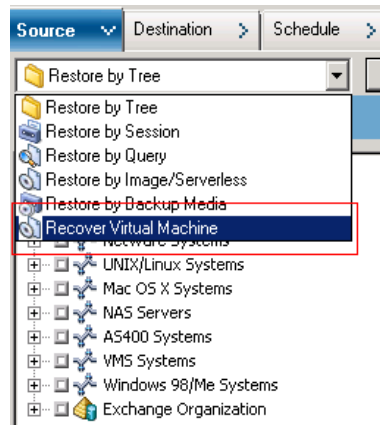 Source Destination Schedule
Restore by Tree
Restore by Tree
Restore by Session
Restore by Query
Restore by Image/Serverless
Restore by Backup Media
Recover Virtual Machine
Netware Systems
UNIX/Linux Systems
Mac OS X Systems
NAS Servers
AS400 Systems
VMS Systems
Windows 98/Me Systems
Exchange Organization